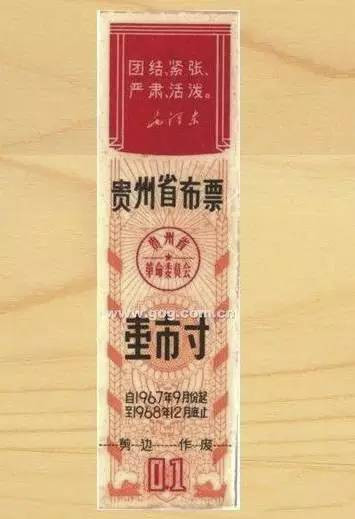 团结、紧张、
严肃、活泼。
毛泽东
贵州省布票
贵州省
革命委员会
www.gog.com.cn
壹市寸
自1967年9月份起
至1968年12月底止
剪边作废
0.1